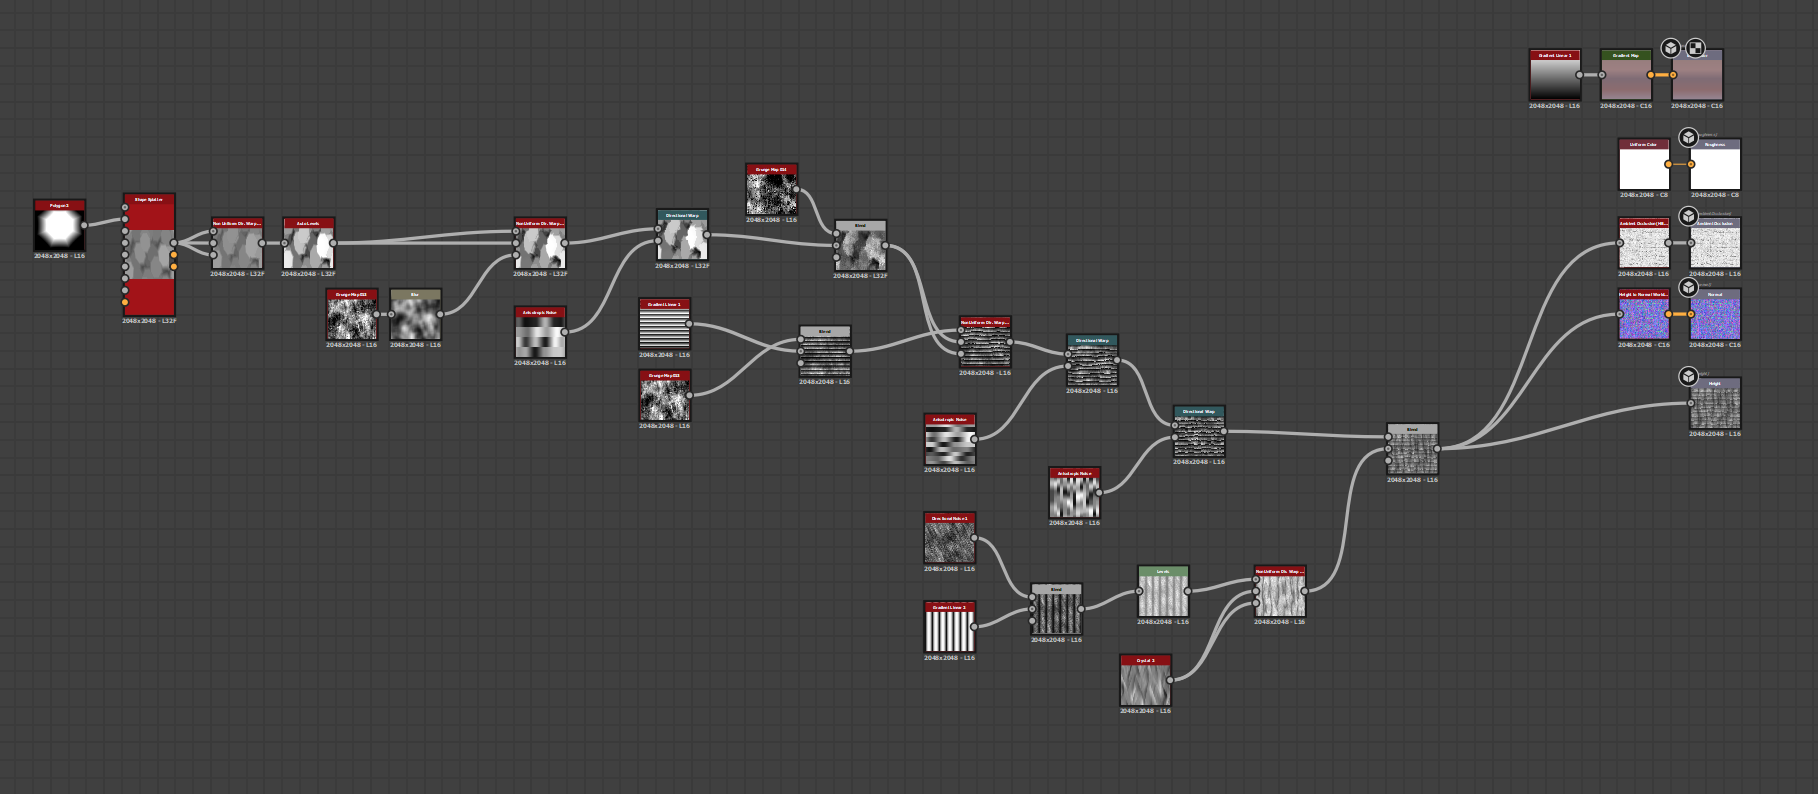 Gradient Linear 1
2048x2048 - L16
Gradient Map
2048x2048 - C16
2048x2048 - C16
Uniform Color
2048x2048 - C8
Roughness
2048x2048 - C8
Grunge Map 014
2048x2048 - L16
Polygon 2
2048x2048 - L16
Shape Splatter
2048x2048 - L32F
Non Uniform Dir. Warp...
2048x2048 - L32F
Auto Levels
2048x2048 - L32F
Non Uniform Dir. Warp...
2048x2048 - L32F
Directional Warp
2048x2048 - L32F
Blend
2048x2048 - L32F
Ambient Occlusion (HB...
2048x2048 - L16
Ambient Occlusion
2048x2048 - L16
2048x2048 - L16
Blur
2048x2048 - L16
Anisotropic Noise
2048x2048 - L16
Gradient Linear 1
2048x2048 - L16
Blend
2048x2048 - L16
Non Uniform Dir. Warp...
2048x2048 - L16
Directional Warp
2048x2048 - L16
Height to Normal World...
2048x2048 - C16
Normal
2048x2048 - C16
2048x2048 - L16
Height
2048x2048 - L16
Anisotropic Noise
2048x2048 - L16
Directional Warp
2048x2048 - L16
Blend
2048x2048 - L16
Anisotropic Noise
2048x2048 - L16
Directional Noise 1
2048x2048 - L16
Gradient Linear 2
2048x2048 - L16
Blend
2048x2048 - L16
Levels
2048x2048 - L16
Non Uniform Dir. Warp ...
2048x2048 - L16
Crystal 2
2048x2048 - L16